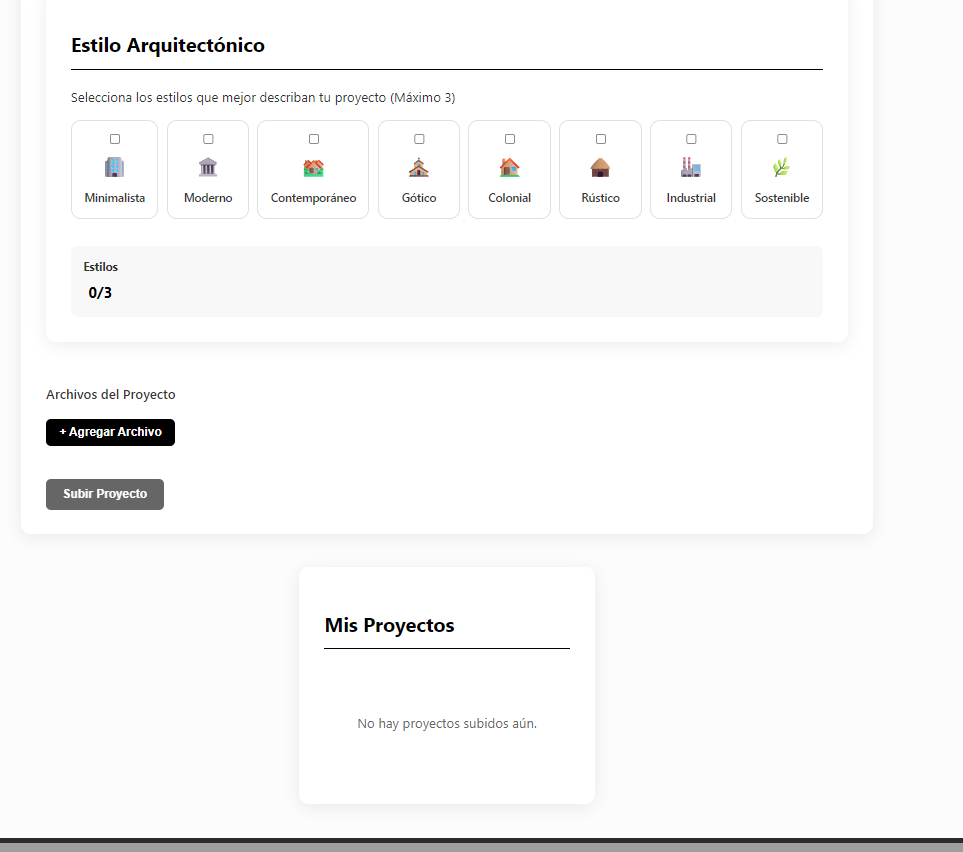 Estilo Arquitectónico
Selecciona los estilos que mejor describan tu proyecto (Máximo 3)
Minimalista
Moderno
Contemporáneo
Gótico
Colonial
Rústico
Industrial
Sostenible
Estilos
0/3
Archivos del Proyecto
+ Agregar Archivo
Subir Proyecto
Mis Proyectos
No hay proyectos subidos aún.